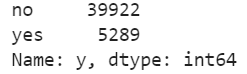 no     39922
yes     5289
Name: y, dtype: int64